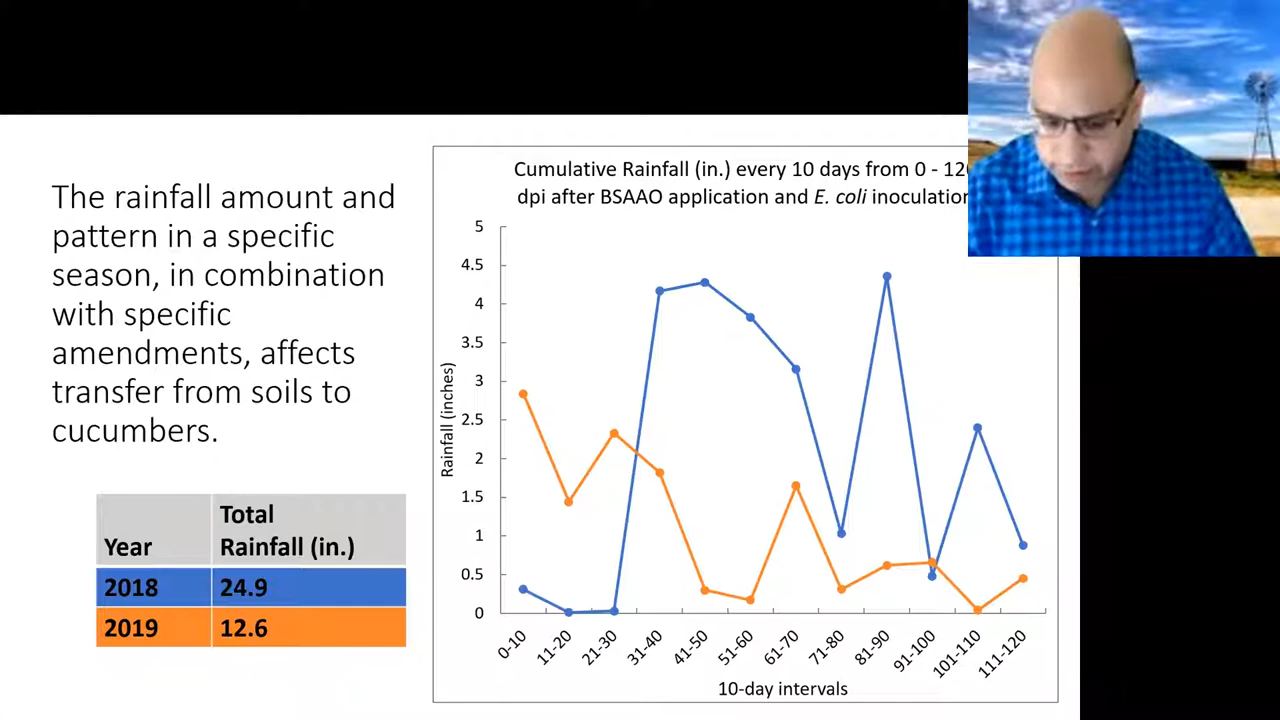 The rainfall amount and
pattern in a specific
season, in combination
with specific
amendments, affects
transfer from soils to
cucumbers.
Year Total Rainfall (in.)
2018 24.9
2019 12.6
Cumulative Rainfall (in.) every 10 days from 0 -
dpi after BSAAO application and E. coli inoculation
Rainfall (inches)
5
4.5
4
3.5
3
2.5
2
1.5
1
0.5
0
0-10 11-20 21-30 31-40 41-50 51-60 61-70 71-80 81-90 91-100 101-110 111-120
10-day intervals